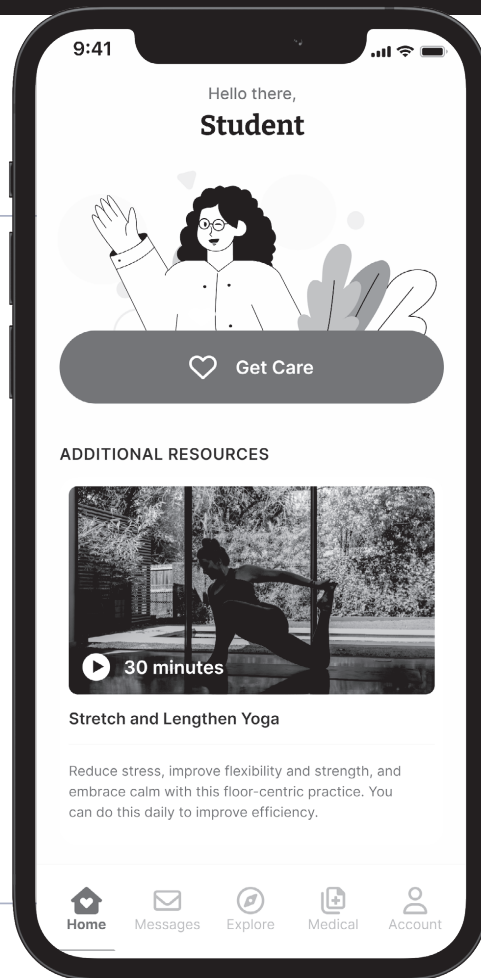 9:41
Hello there,
Student
Get Care
ADDITIONAL RESOURCES
30 minutes
Stretch and Lengthen Yoga
Reduce stress, improve flexibility and strength, and
embrace calm with this floor-centric practice. You
can do this daily to improve efficiency.
Home Messages Explore Medical Account